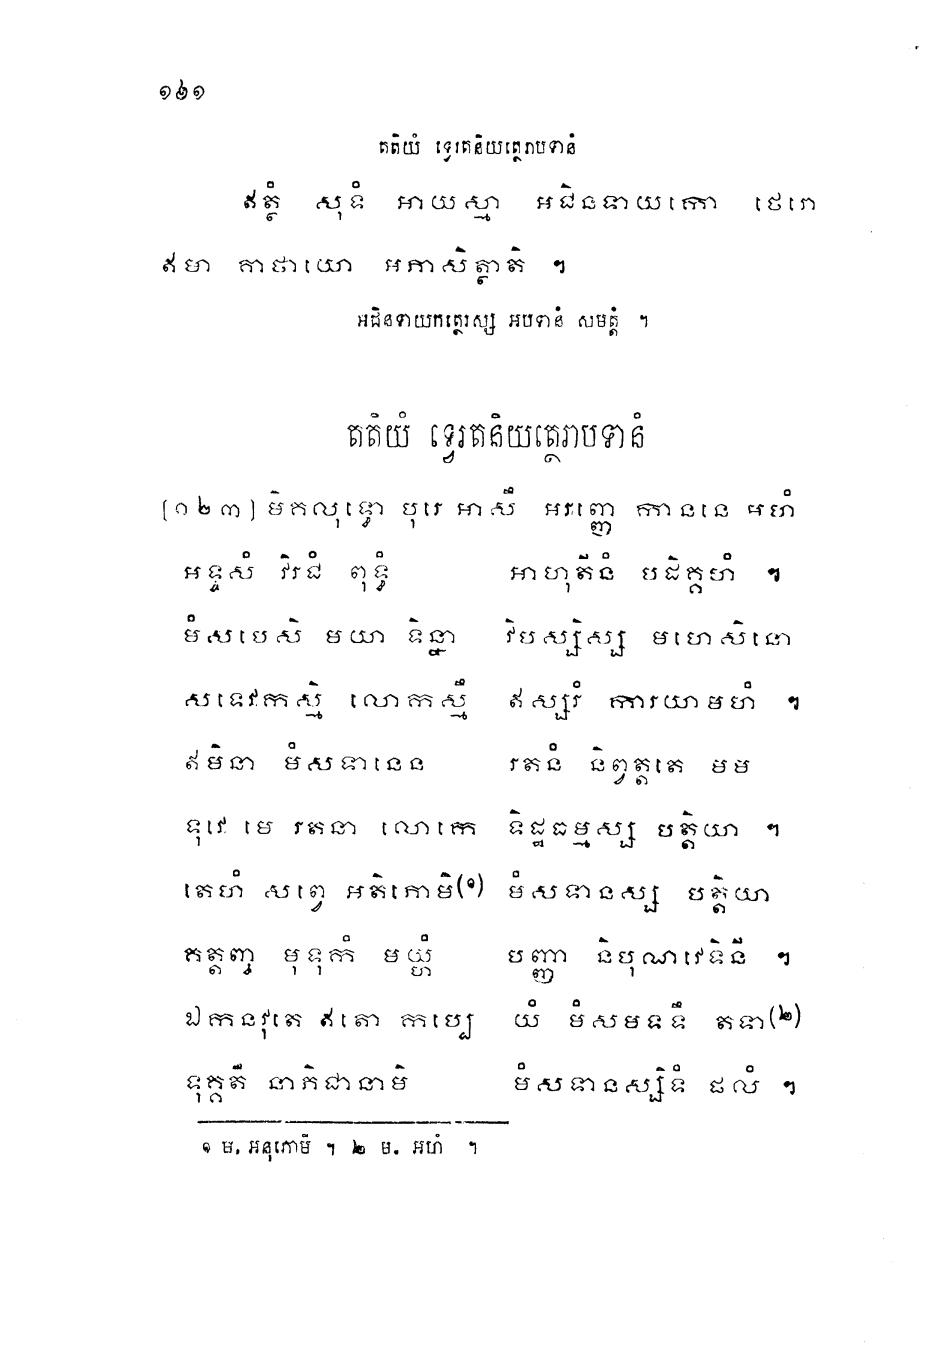 ១៦១
តតិយំ ទ្វេរតនិយត្ថេរាបទានំ
ឥត្ថំ សុទំ អាយស្មា អជិនទាយកោ ថេរោ
ឥមា គាថាយោ អភាសិត្ថាតិ ។
អជិនទាយកត្ថេរស្ស អបទានំ សមត្តំ ។
តតិយំ ទ្វេរតនិយត្ថេរាបទានំ
(១២៣) មិគលុទ្ធោ បុរេ អាសឹ អរញ្ញេ កាននេ អហំ
អទ្ទសំ វិរជំ ពុទ្ធំ អាហុតីនំ បដិគ្គហំ ។
មំសបេសិ មយា ទិន្នា វិបស្សិស្ស មហេសិនោ
សទេវកស្មិ លោកស្មឹ ឥស្សរំ ការយាមហំ ។
ឥមិនា មំសទានេន រតនំ និព្វត្តតេ មម
ទុវេ មេ រតនា លោកេ ទិដ្ឋធម្មស្ស បត្តិយា ។
តេហំ សព្វេ អតិភោមិ(១) មំសទានស្ស បត្តិយា
គត្តញ្ច មុទុកំ មយ្ហំ បញ្ញា និបុណវេទិនី ។
ឯកនវុតេ ឥតោ កប្បេ យំ មំសមទទឹ តទា(២)
ទុគ្គតឹ នាភិជានាមិ មំសទានស្សិទំ ផលំ ។
១ ម. អនុភោមិ ។ ២ ម. អហំ ។